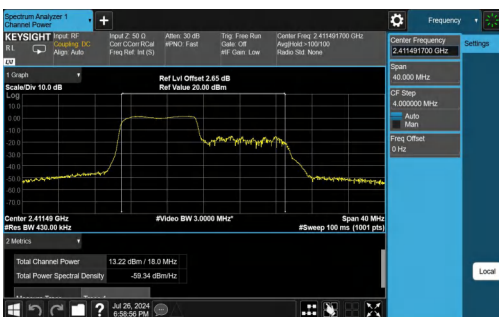 Spectrum Analyzer 1
Channel Power
Frequency
KEYSIGHT
Input: RF
Coupling: DC
Align: Auto
Input Z: 50 Ω
Corr CCorr RCal
Freq Ref: Int (S)
Atten: 30 dB
#PNO: Fast
Trig: Free Run
Gate: Off
#IF Gain: Low
Center Freq: 2.411491700 GHz
Avg|Hold:>100/100
Radio Std: None
R L
Center Frequency
2.411491700 GHz
Settings
Span
40.000 MHz
CF Step
4.000000 MHz
Auto
Man
Freq Offset
0 Hz
Local
1 Graph
Scale/Div 10.0 dB
Ref Lvl Offset 2.65 dB
Ref Value 20.00 dBm
Log
10.0
0.00
-10.0
-20.0
-30.0
-40.0
-50.0
-60.0
-70.0
Center 2.41149 GHz
#Res BW 430.00 kHz
#Video BW 3.0000 MHz*
Span 40 MHz
#Sweep 100 ms (1001 pts)
2 Metrics
Total Channel Power
13.22 dBm / 18.0 MHz
Total Power Spectral Density
-59.34 dBm/Hz
Jul 26, 2024
6:58:56 PM